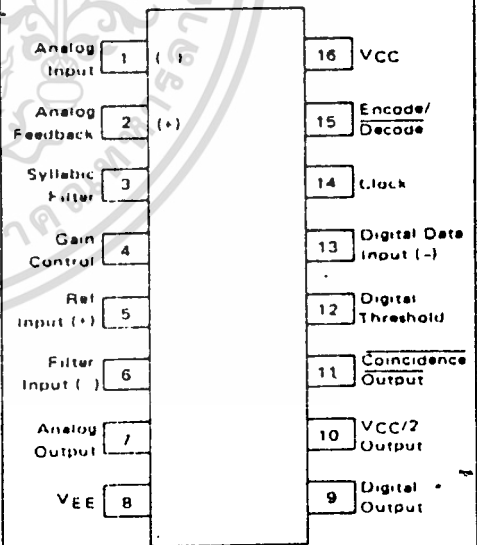 Analog
Input
1
( )
Analog
Feedback
2
(+)
Syllabic
Filter
3
Gain
Control
4
Ref
Input (+)
5
Filter
Input ( )
6
Analog
Output
7
VEE
8
16
VCC
15
Encode/
Decode
14
Clock
13
Digital Data
Input (-)
12
Digital
Threshold
11
Coincidence
Output
10
VCC/2
Output
9
Digital
Output